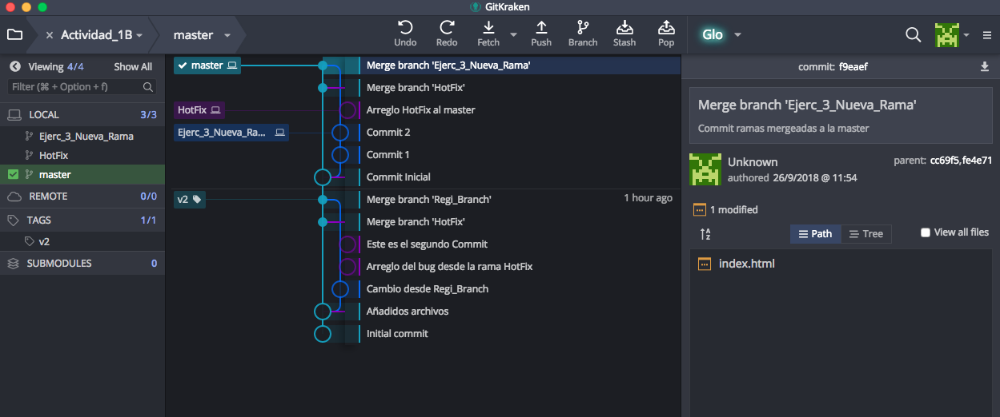 GitKraken
Actividad_1B
master
Undo
Redo
Fetch
Push
Branch
Stash
Pop
Glo
Viewing 4/4
Show All
Filter (⌘ + Option + f)
LOCAL 3/3
Ejerc_3_Nueva_Rama
HotFix
master
REMOTE 0/0
TAGS 1/1
v2
SUBMODULES 0
master
Merge branch 'Ejerc_3_Nueva_Rama'
Merge branch 'HotFix'
HotFix
Arreglo HotFix al master
Ejerc_3_Nueva_Ra...
Commit 2
Commit 1
Commit Inicial
v2
Merge branch 'Regi_Branch'
1 hour ago
Merge branch 'HotFix'
Este es el segundo Commit
Arreglo del bug desde la rama HotFix
Cambio desde Regi_Branch
Añadidos archivos
Initial commit
commit: f9eaef
Merge branch 'Ejerc_3_Nueva_Rama'
Commit ramas mergeadas a la master
Unknown
parent: cc69f5,fe4e71
authored 26/9/2018 @ 11:54
1 modified
A
Z
Path
Tree
View all files
index.html